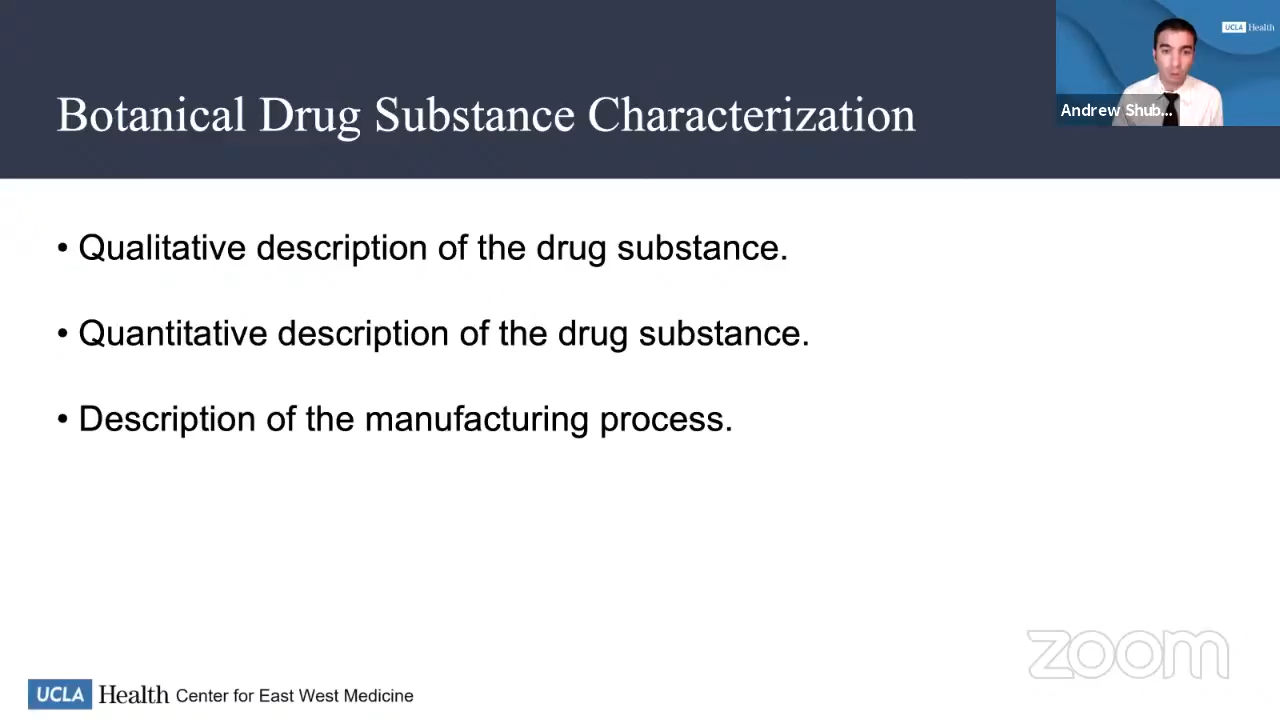 UCLA Health
Botanical Drug Substance Characterization
Andrew Shub...
• Qualitative description of the drug substance.
• Quantitative description of the drug substance.
• Description of the manufacturing process.
zoom
UCLA Health Center for East West Medicine